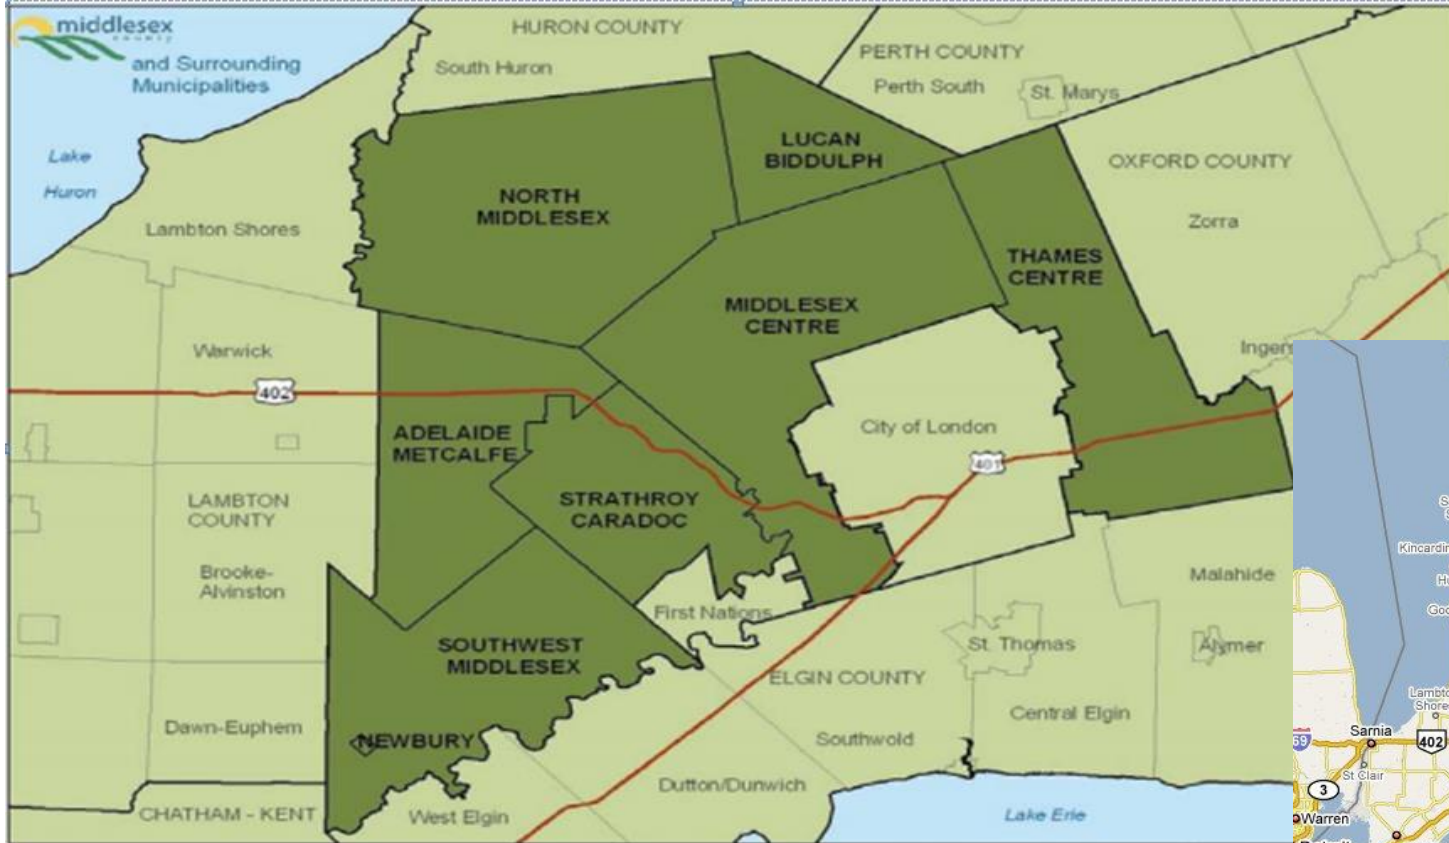 middlesex
county
and Surrounding
Municipalities
HURON COUNTY
South Huron
PERTH COUNTY
Perth South
St. Marys
LUCAN
BIDDULPH
OXFORD COUNTY
Zorra
Lake
Huron
Lambton Shores
NORTH
MIDDLESEX
THAMES
CENTRE
MIDDLESEX
CENTRE
Warwick
402
City of London
401
ADELAIDE
METCALFE
STRATHROY
CARADOC
LAMBTON
COUNTY
Brooke-
Alvinston
First Nations
Malahide
SOUTHWEST
MIDDLESEX
St. Thomas
Aylmer
ELGIN COUNTY
Central Elgin
Dawn-Euphem
NEWBURY
Southwold
Dutton/Dunwich
CHATHAM - KENT
West Elgin
Lake Erie
Sarnia
402
St Clair
3
Warren